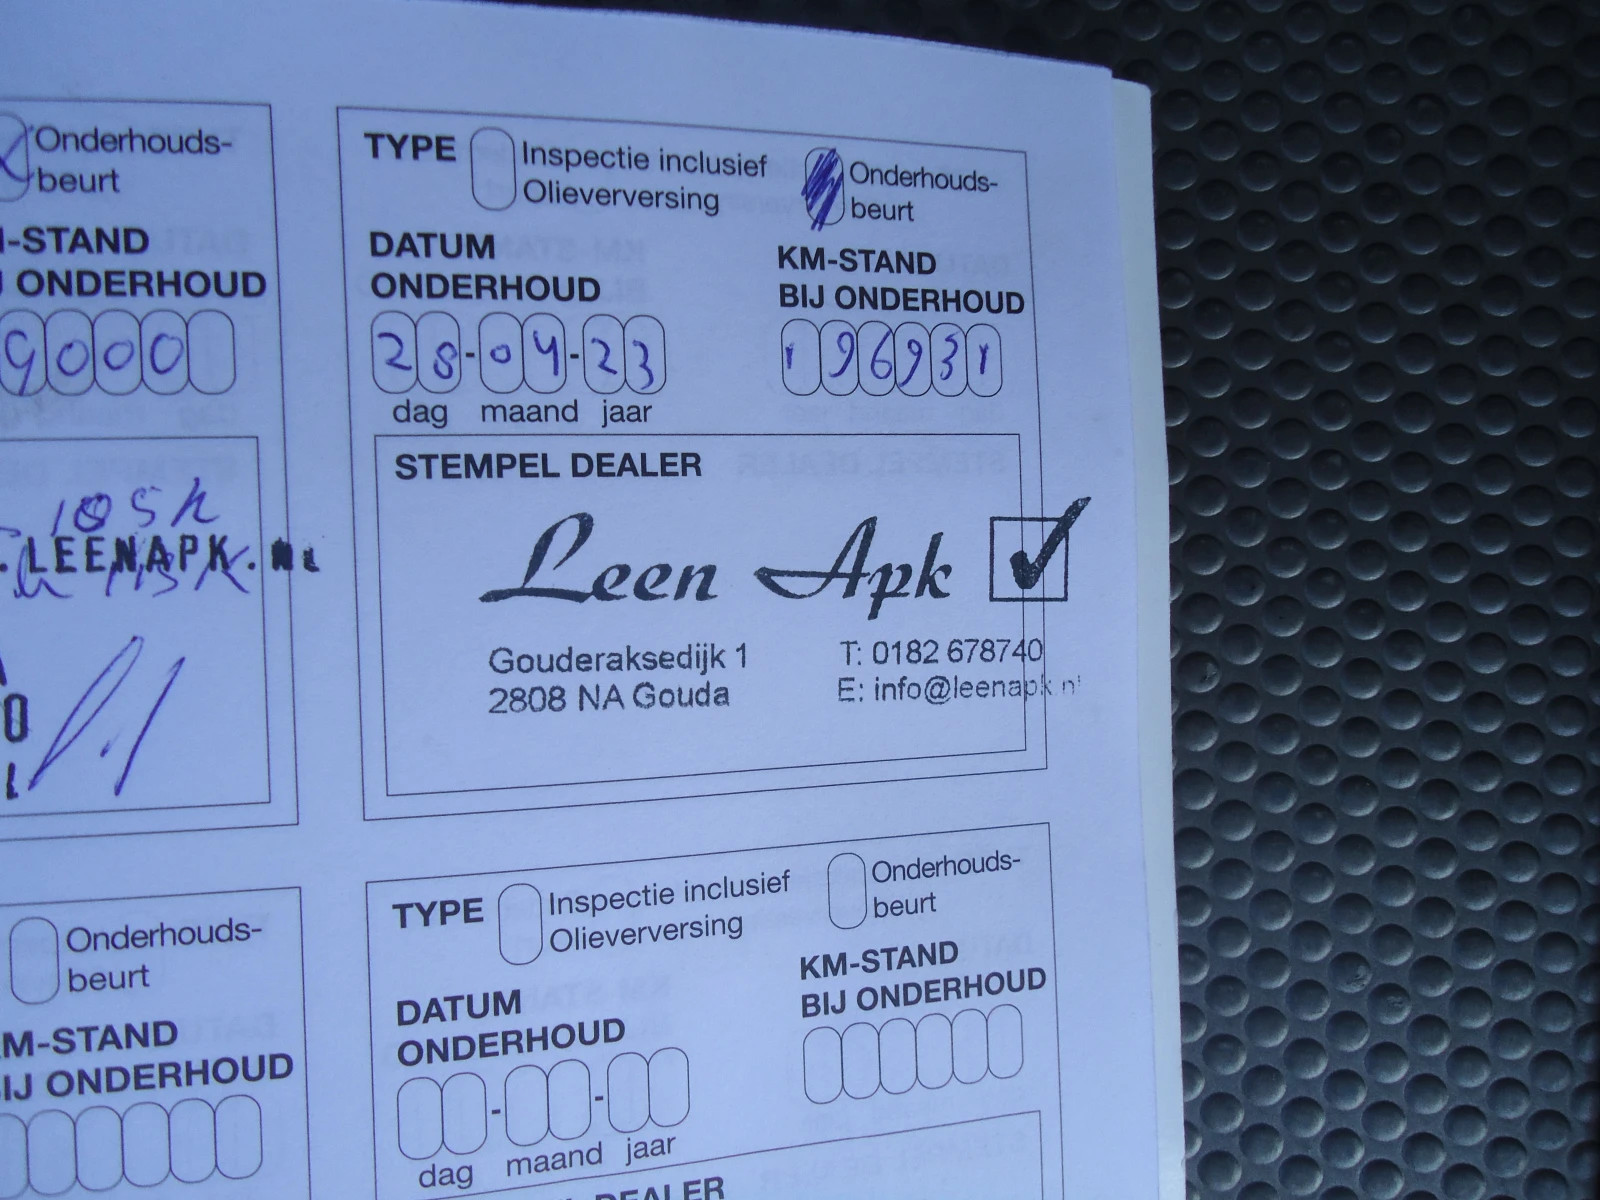 Onderhouds-
beurt
-STAND
ONDERHOUD
9000
105k
.LEENAPK.NL
TYPE Inspectie inclusief Onderhouds-
Olieverversing beurt
DATUM KM-STAND
ONDERHOUD BIJ ONDERHOUD
28-04-23 196931
dag maand jaar
STEMPEL DEALER
Leen Apk
Gouderaksedijk 1 T: 0182 678740
2808 NA Gouda E: info@leenapk.nl
Onderhouds-
beurt
M-STAND
IJ ONDERHOUD
TYPE Inspectie inclusief Onderhouds-
Olieverversing beurt
DATUM KM-STAND
ONDERHOUD BIJ ONDERHOUD
- -
dag maand jaar
DEALER